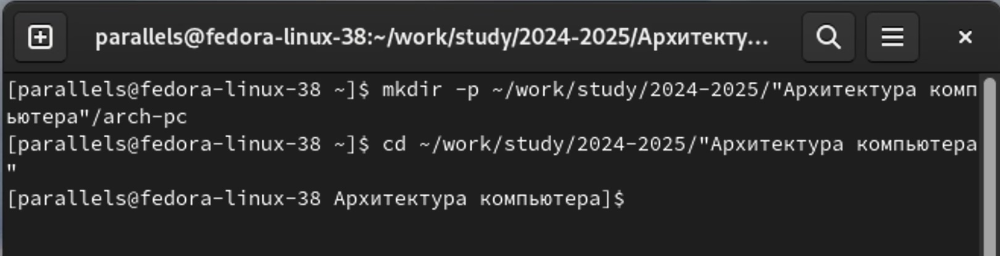 parallels@fedora-linux-38:~/work/study/2024-2025/Архитекту...
[parallels@fedora-linux-38 ~]$ mkdir -p ~/work/study/2024-2025/"Архитектура комп
ьютера"/arch-pc
[parallels@fedora-linux-38 ~]$ cd ~/work/study/2024-2025/"Архитектура компьютера
"
[parallels@fedora-linux-38 Архитектура компьютера]$